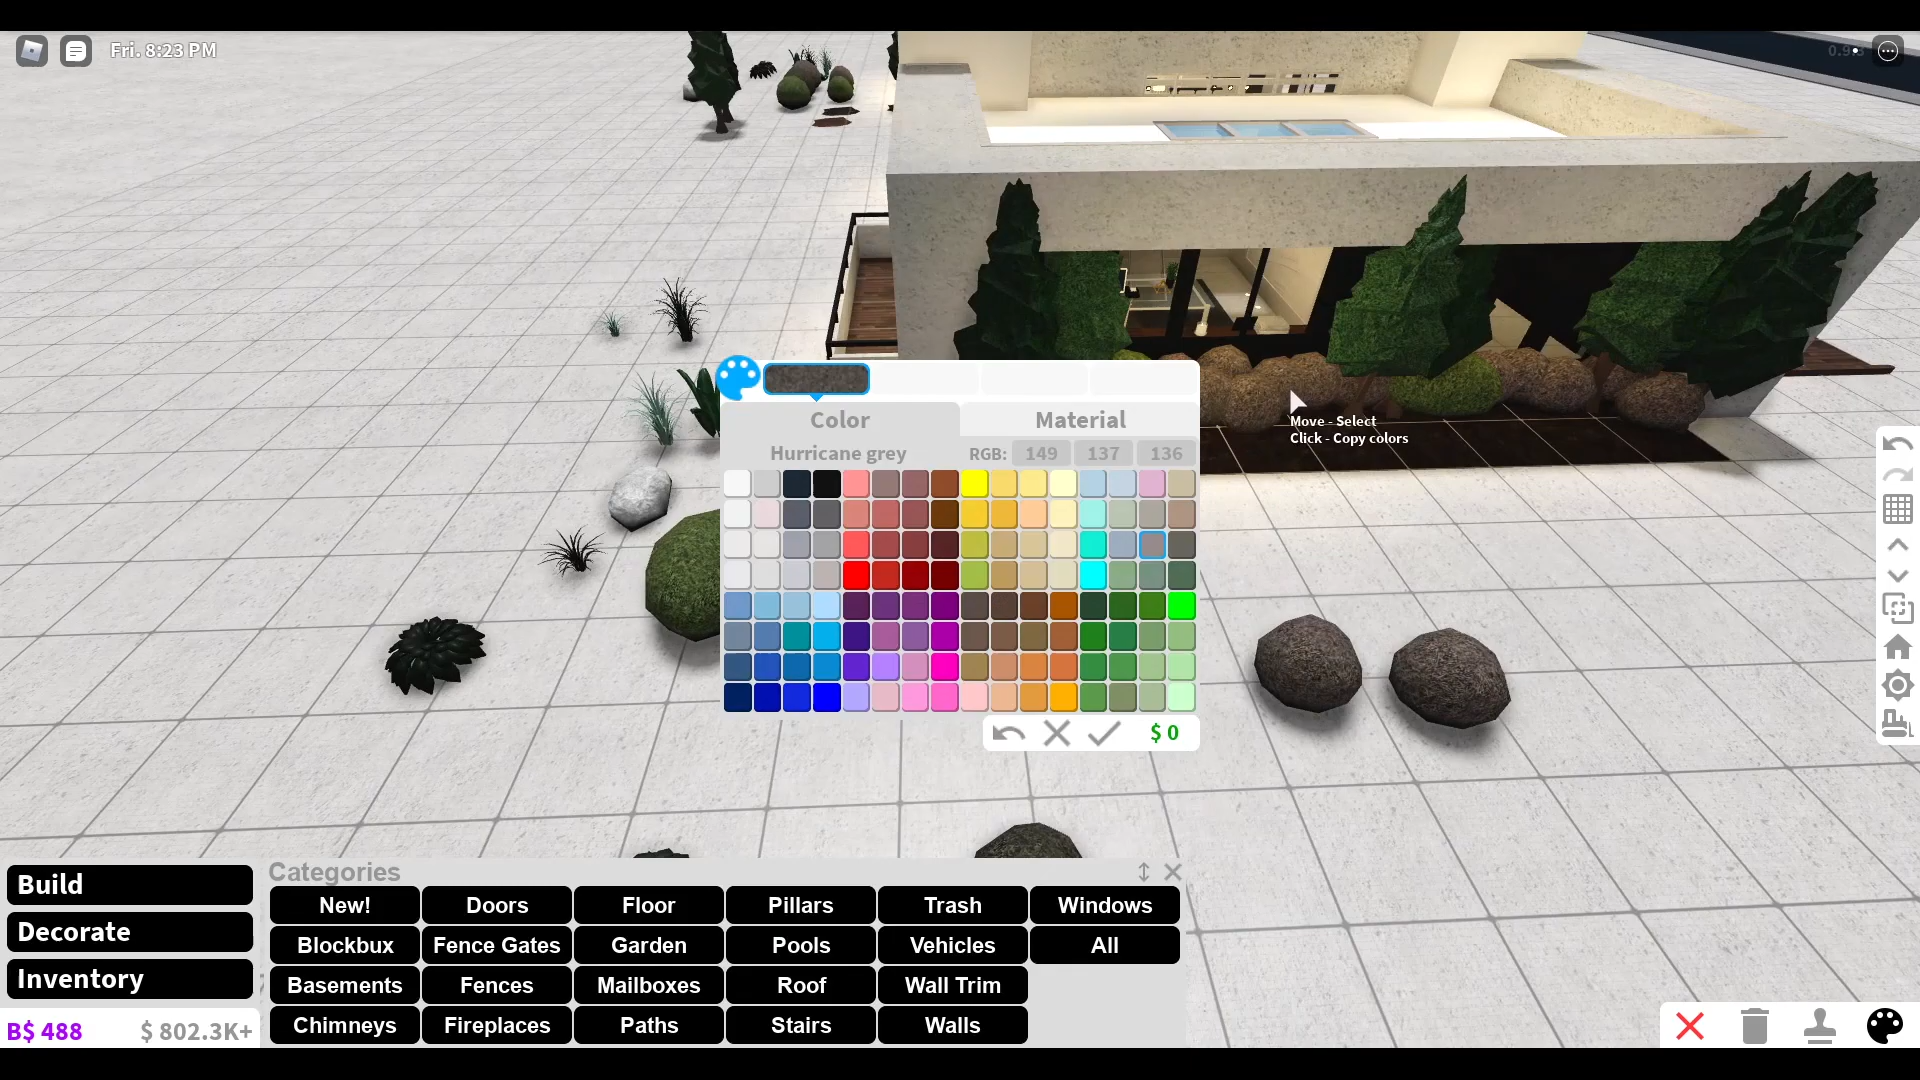 Fri. 8:23 PM
Color
Material
Hurricane grey
RGB:
149
137
136
Move - Select
Click - Copy colors
$ 0
Build
Decorate
Inventory
B$ 488
$ 802.3K+
Categories
New!
Doors
Floor
Pillars
Trash
Windows
Blockbux
Fence Gates
Garden
Pools
Vehicles
All
Basements
Fences
Mailboxes
Roof
Wall Trim
Chimneys
Fireplaces
Paths
Stairs
Walls